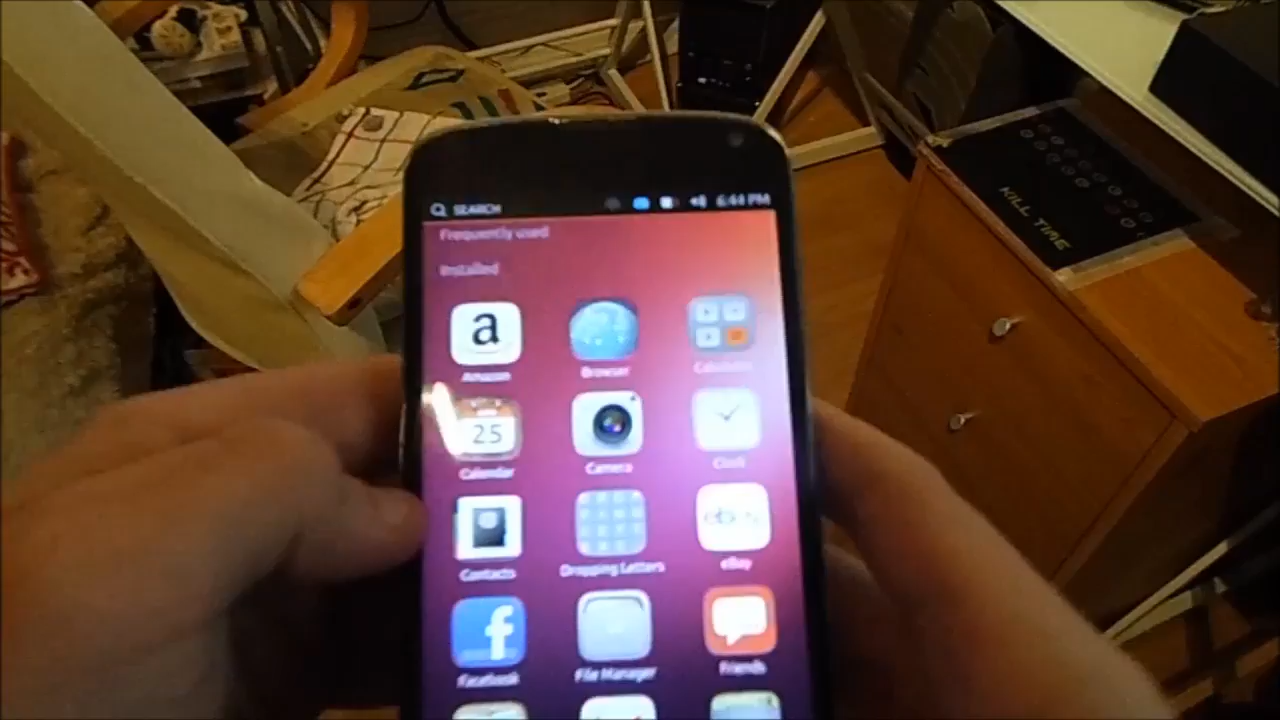 SEARCH 6:44 PM
Frequently used
Installed
a
Amazon Browser Calculator
25
Calendar Camera Clock
ebay
Contacts Dropping Letters eBay
f
Facebook File Manager Friends
KILL TIME